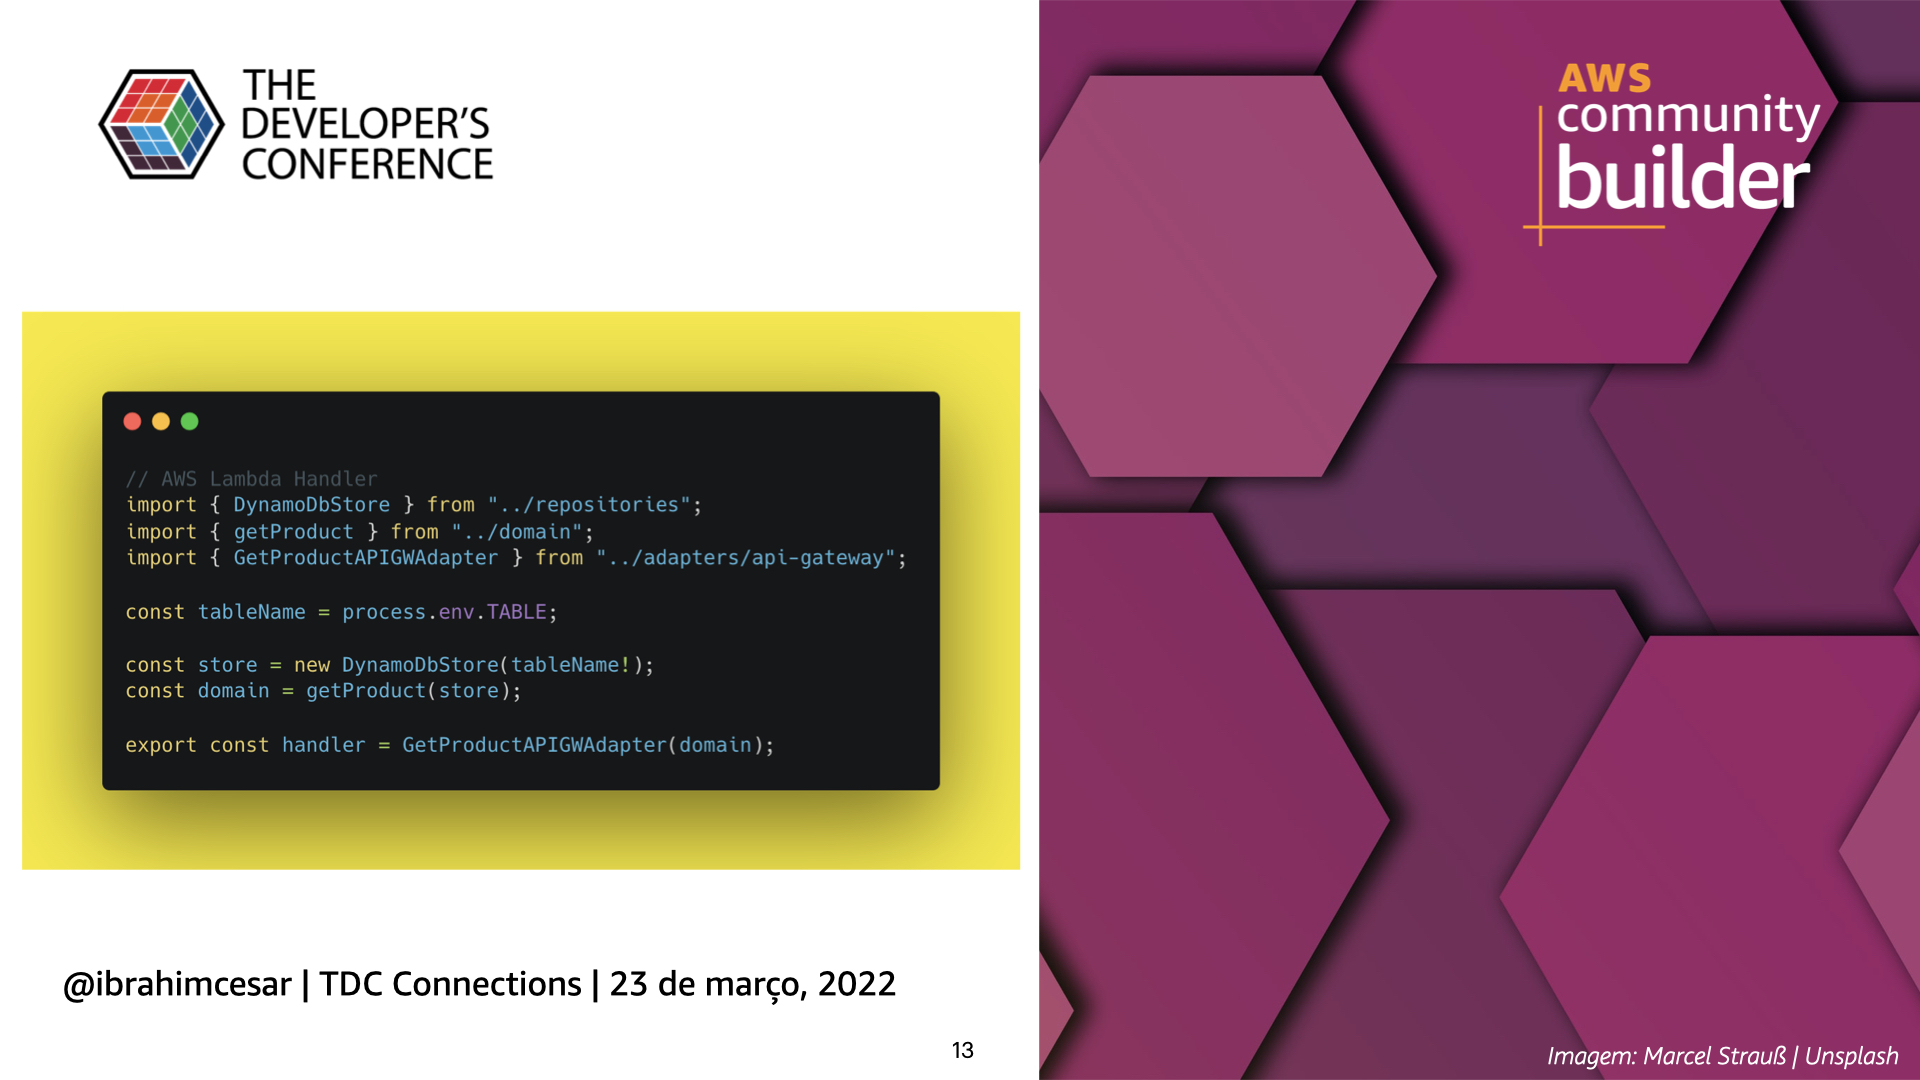 THE
DEVELOPER'S
CONFERENCE
AWS
community
builder
// AWS Lambda Handler
import { DynamoDbStore } from "../repositories";
import { getProduct } from "../domain";
import { GetProductAPIGWAdapter } from "../adapters/api-gateway";
const tableName = process.env.TABLE;
const store = new DynamoDbStore(tableName!);
const domain = getProduct(store);
export const handler = GetProductAPIGWAdapter(domain);
@ibrahimcesar | TDC Connections | 23 de março, 2022
13
Imagem: Marcel Strauß | Unsplash